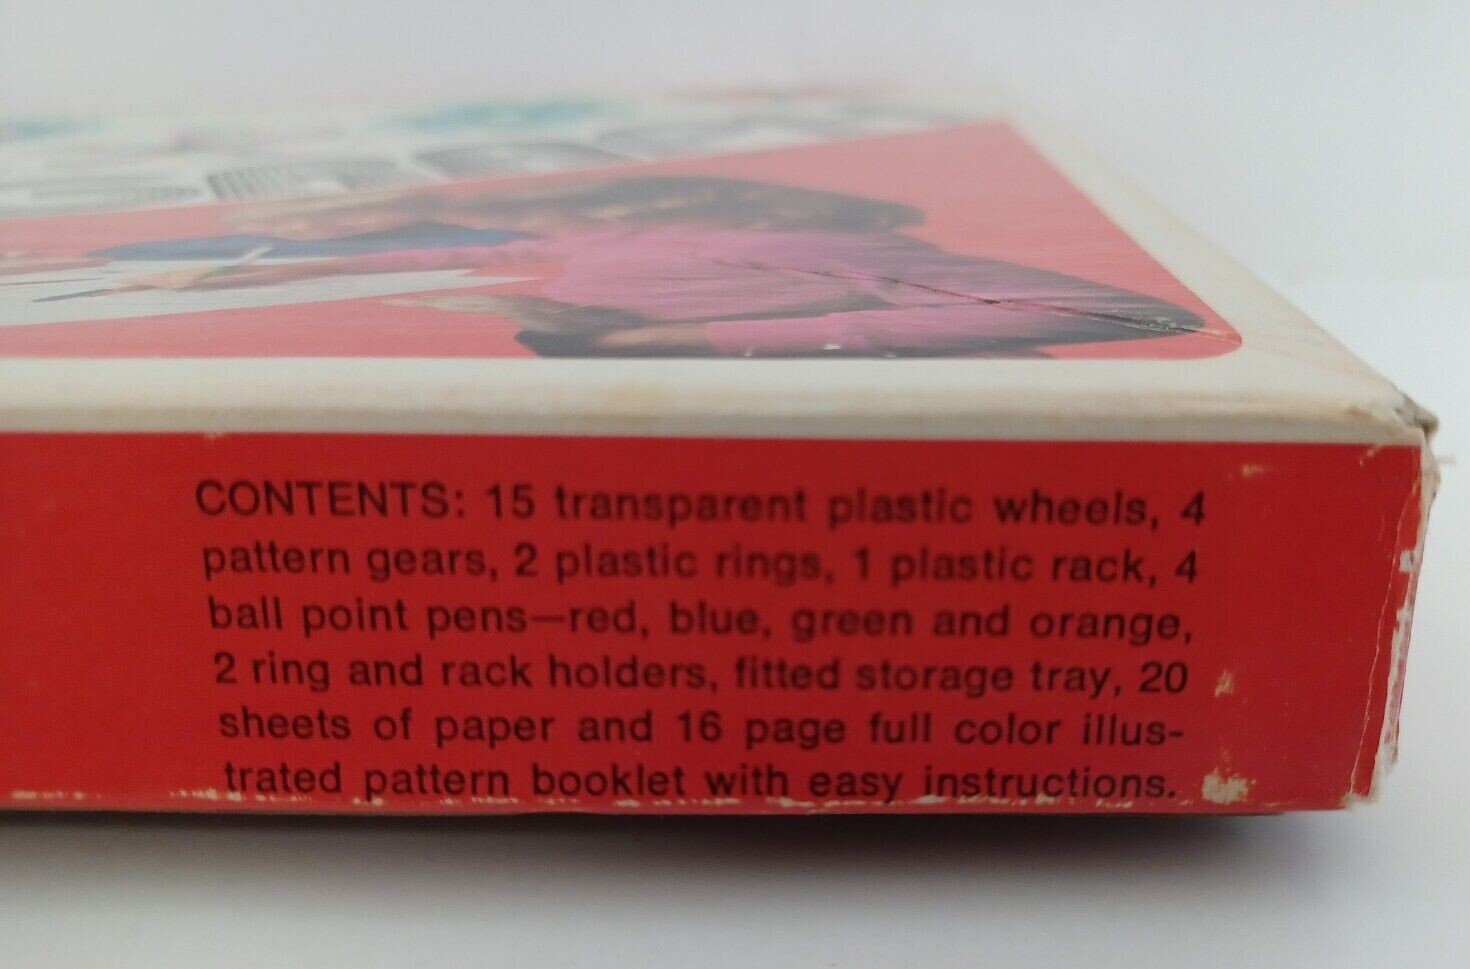 CONTENTS: 15 transparent plastic wheels, 4
pattern gears, 2 plastic rings, 1 plastic rack, 4
ball point pens—red, blue, green and orange,
2 ring and rack holders, fitted storage tray, 20
sheets of paper and 16 page full color illus-
trated pattern booklet with easy instructions.